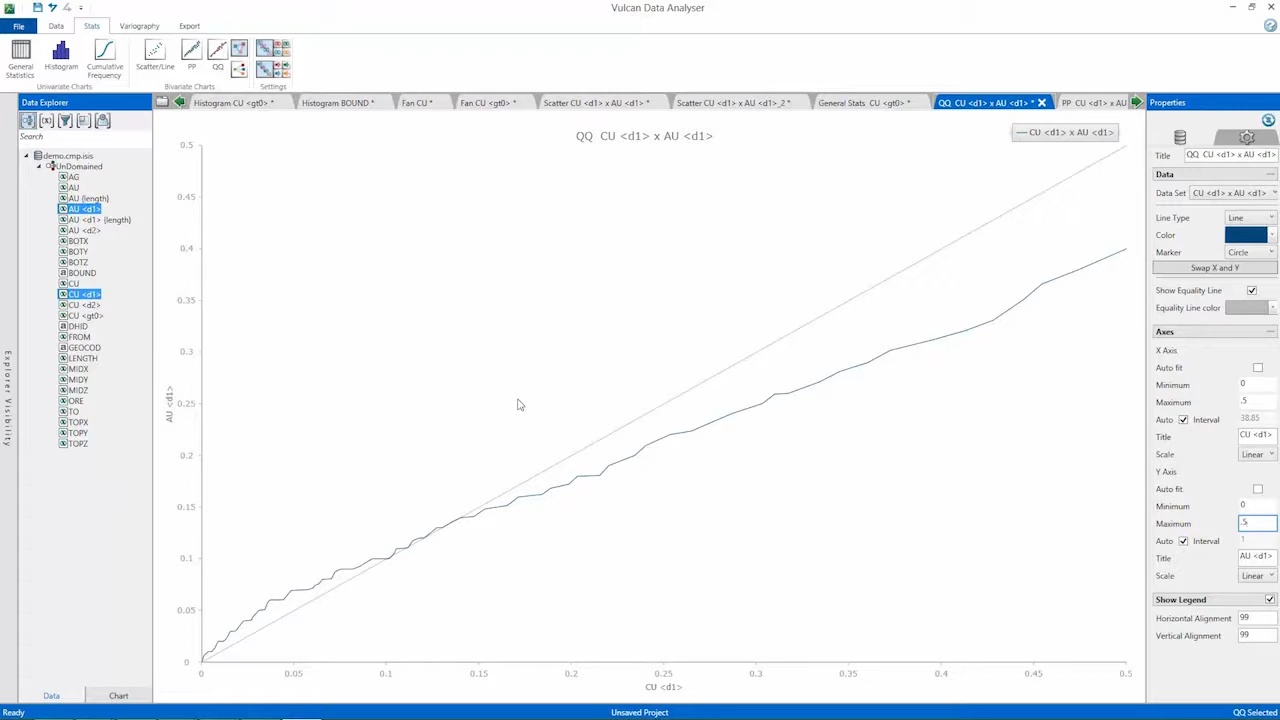 Vulcan Data Analyser
File Data Stats Variography Export
General Statistics Histogram Cumulative Frequency Scatter/Line PP QQ
Univariate Charts Bivariate Charts Settings
Data Explorer
Search
demo.cmp.isis
UnDomained
AG
AU
AU {length}
AU <d1>
AU <d1> {length}
AU <d2>
BOTX
BOTY
BOTZ
BOUND
CU
CU <d1>
CU <d2>
CU <gt0>
DHID
FROM
GEOCOD
LENGTH
MIDX
MIDY
MIDZ
ORE
TO
TOPX
TOPY
TOPZ
Explorer Visibility
Data Chart
Histogram CU <gt0> * Histogram BOUND * Fan CU * Fan CU <gt0> * Scatter CU <d1> x AU <d1> * Scatter CU <d1> x AU <d1>_2 * General Stats CU <gt0> * QQ CU <d1> x AU <d1> * PP CU <d1> x AU
QQ CU <d1> x AU <d1>
CU <d1> x AU <d1>
0.5
0.45
0.4
0.35
0.3
0.25
0.2
0.15
0.1
0.05
0
AU <d1>
0 0.05 0.1 0.15 0.2 0.25 0.3 0.35 0.4 0.45 0.5
CU <d1>
Properties
Title QQ CU <d1> x AU <d1>
Data
Data Set CU <d1> x AU <d1>
Line Type Line
Color
Marker Circle
Swap X and Y
Show Equality Line
Equality Line color
Axes
X Axis
Auto fit
Minimum 0
Maximum .5
Auto Interval 38.85
Title CU <d1>
Scale Linear
Y Axis
Auto fit
Minimum 0
Maximum .5
Auto Interval 1
Title AU <d1>
Scale Linear
Show Legend
Horizontal Alignment 99
Vertical Alignment 99
Ready Unsaved Project QQ Selected